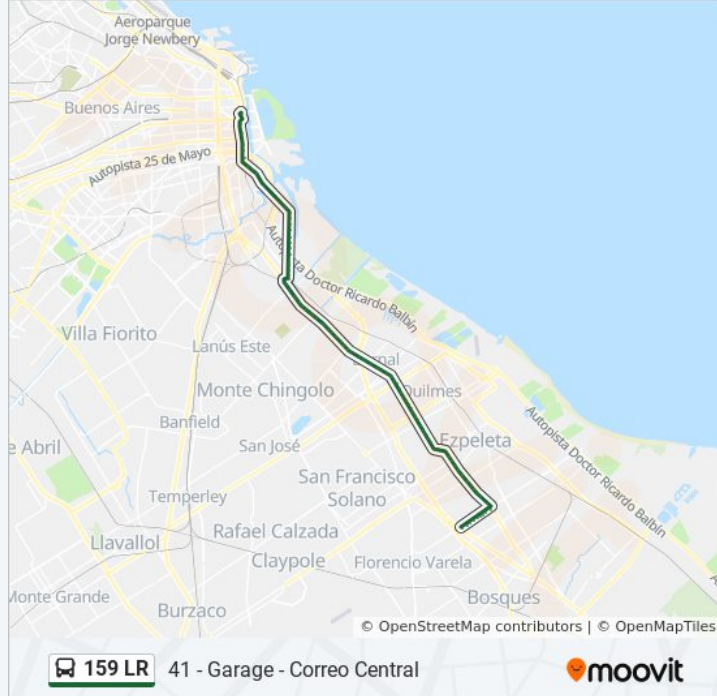 Aeroparque
Jorge Newbery
Buenos Aires
Autopista 25 de Mayo
Autopista Doctor Ricardo Balbín
Villa Fiorito
Lanús Este
Bernal
Monte Chingolo
Quilmes
Banfield
San José
Ezpeleta
Autopista Doctor Ricardo Balbín
e Abril
San Francisco
Solano
Temperley
Rafael Calzada
Llavallol
Claypole
Florencio Varela
Monte Grande
Bosques
Burzaco
© OpenStreetMap contributors | © OpenMapTiles
159 LR 41 - Garage - Correo Central moovit